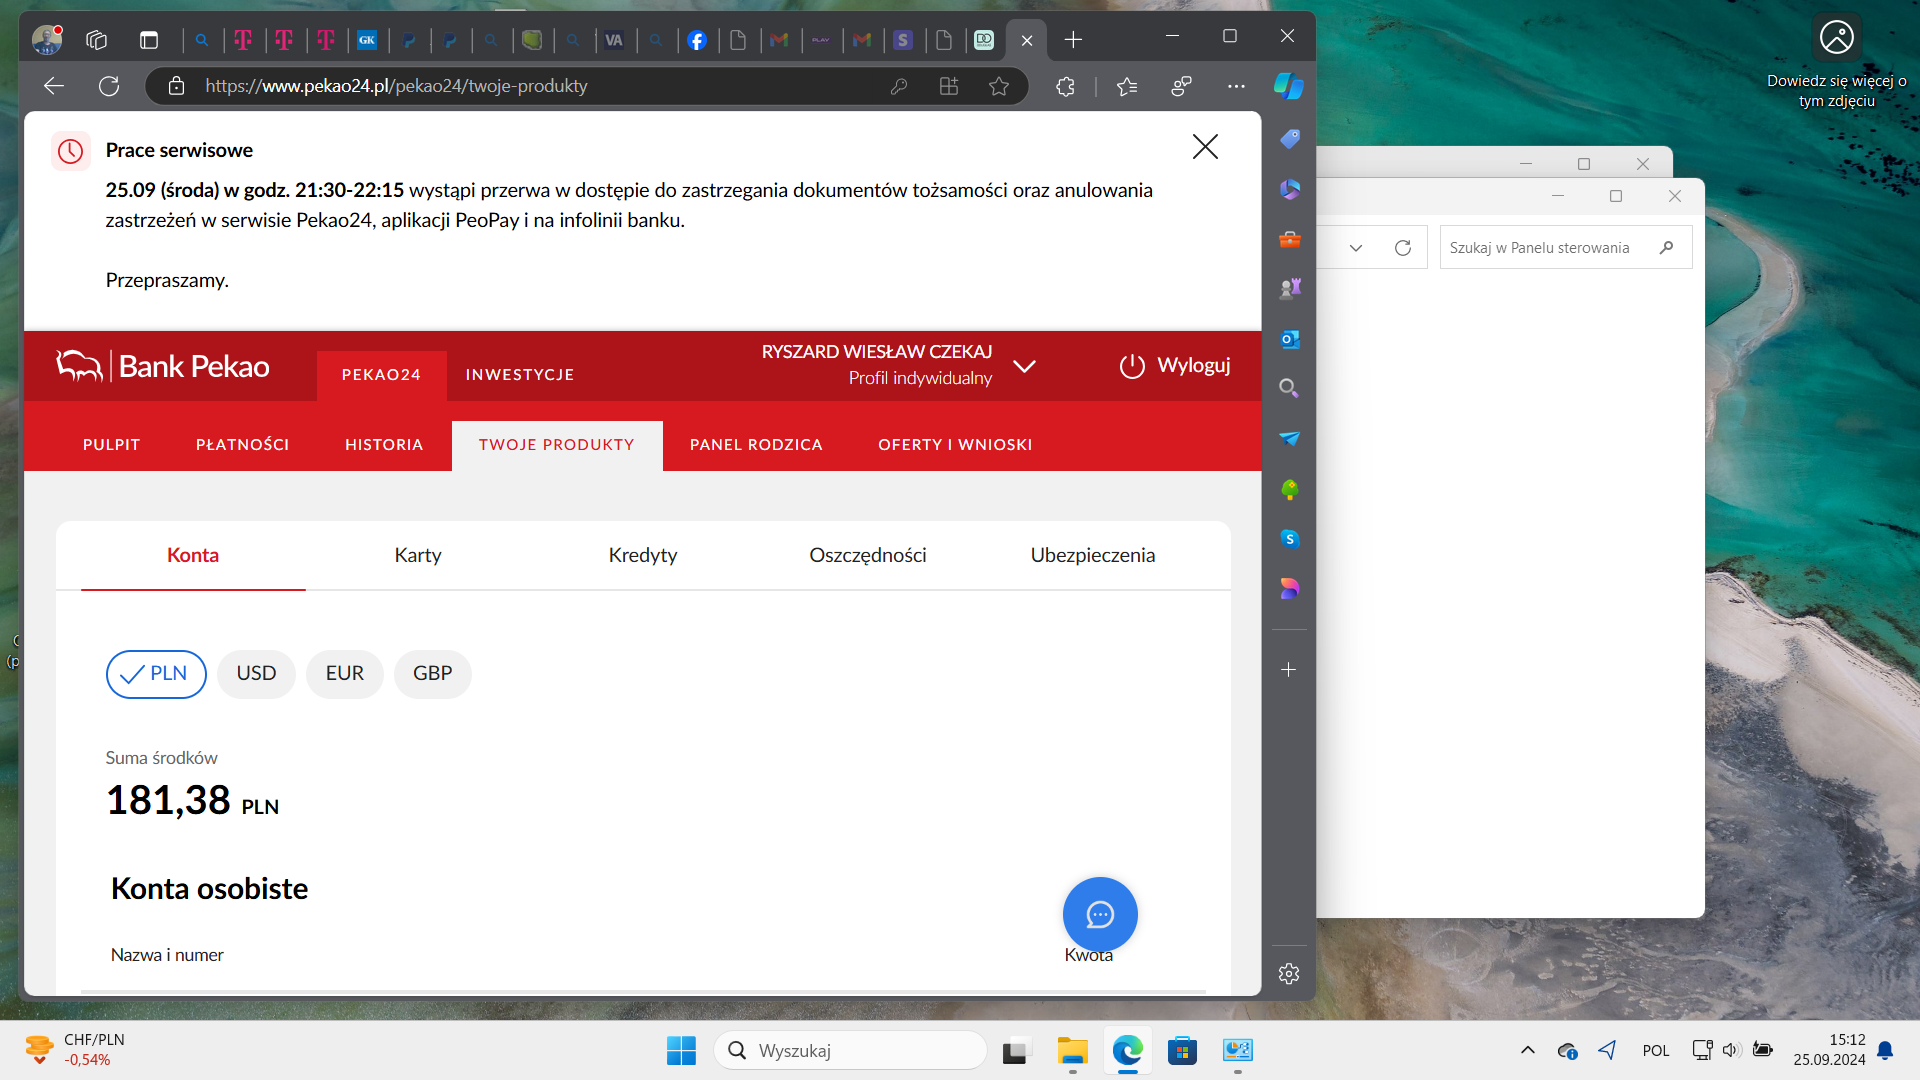 GK
VA
PLAY
S
DO
https://www.pekao24.pl/pekao24/twoje-produkty
Dowiedz się więcej o
tym zdjęciu
Prace serwisowe
25.09 (środa) w godz. 21:30-22:15 wystąpi przerwa w dostępie do zastrzegania dokumentów tożsamości oraz anulowania
zastrzeżeń w serwisie Pekao24, aplikacji PeoPay i na infolinii banku.
Przepraszamy.
Szukaj w Panelu sterowania
Bank Pekao
PEKAO24
INWESTYCJE
RYSZARD WIESŁAW CZEKAJ
Profil indywidualny
Wyloguj
PULPIT
PŁATNOŚCI
HISTORIA
TWOJE PRODUKTY
PANEL RODZICA
OFERTY I WNIOSKI
Konta
Karty
Kredyty
Oszczędności
Ubezpieczenia
PLN
USD
EUR
GBP
Suma środków
181,38 PLN
Konta osobiste
Nazwa i numer
Kwota
CHF/PLN
-0,54%
Wyszukaj
POL
15:12
25.09.2024